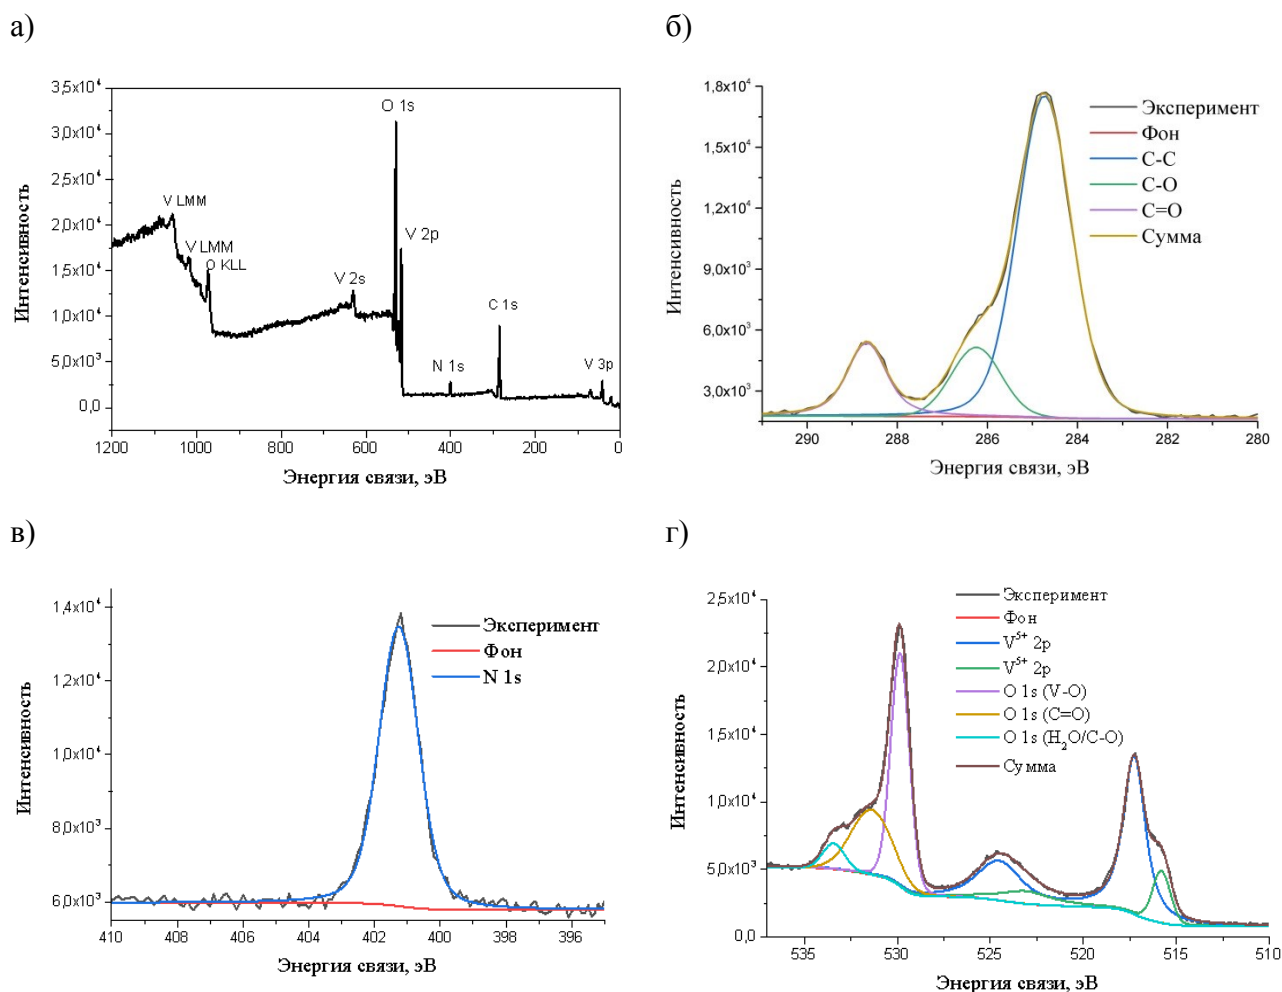 а)
б)
3,5x10⁴
3,0x10⁴
2,5x10⁴
2,0x10⁴
1,5x10⁴
1,0x10⁴
5,0x10³
0,0
Интенсивность
V LMM
V LMM
O KLL
V 2s
O 1s
V 2p
N 1s
C 1s
V 3p
1200 1000 800 600 400 200 0
Энергия связи, эВ
1,8x10⁴
1,5x10⁴
1,2x10⁴
9,0x10³
6,0x10³
3,0x10³
Интенсивность
Эксперимент
Фон
C-C
C-O
C=O
Сумма
290 288 286 284 282 280
Энергия связи, эВ
в)
г)
1,4x10⁴
1,2x10⁴
1,0x10⁴
8,0x10³
6,0x10³
Интенсивность
Эксперимент
Фон
N 1s
410 408 406 404 402 400 398 396
Энергия связи, эВ
2,5x10⁴
2,0x10⁴
1,5x10⁴
1,0x10⁴
5,0x10³
0,0
Интенсивность
Эксперимент
Фон
V⁵⁺ 2p
V⁵⁺ 2p
O 1s (V-O)
O 1s (C=O)
O 1s (H₂O/C-O)
Сумма
535 530 525 520 515 510
Энергия связи, эВ